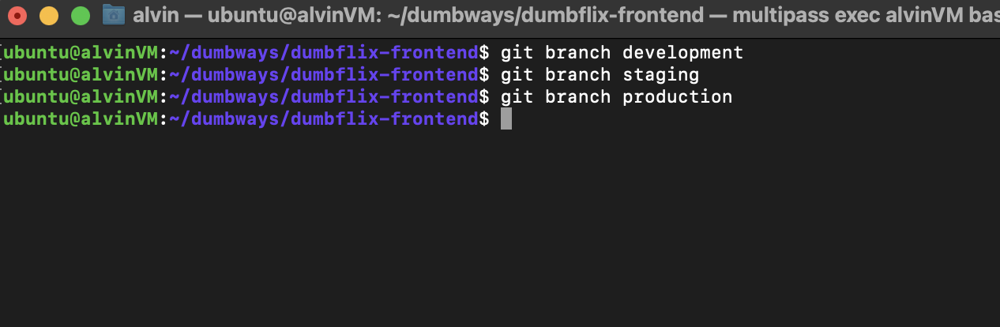 alvin — ubuntu@alvinVM: ~/dumbways/dumbflix-frontend — multipass exec alvinVM bas
[ubuntu@alvinVM:~/dumbways/dumbflix-frontend$ git branch development
[ubuntu@alvinVM:~/dumbways/dumbflix-frontend$ git branch staging
[ubuntu@alvinVM:~/dumbways/dumbflix-frontend$ git branch production
ubuntu@alvinVM:~/dumbways/dumbflix-frontend$